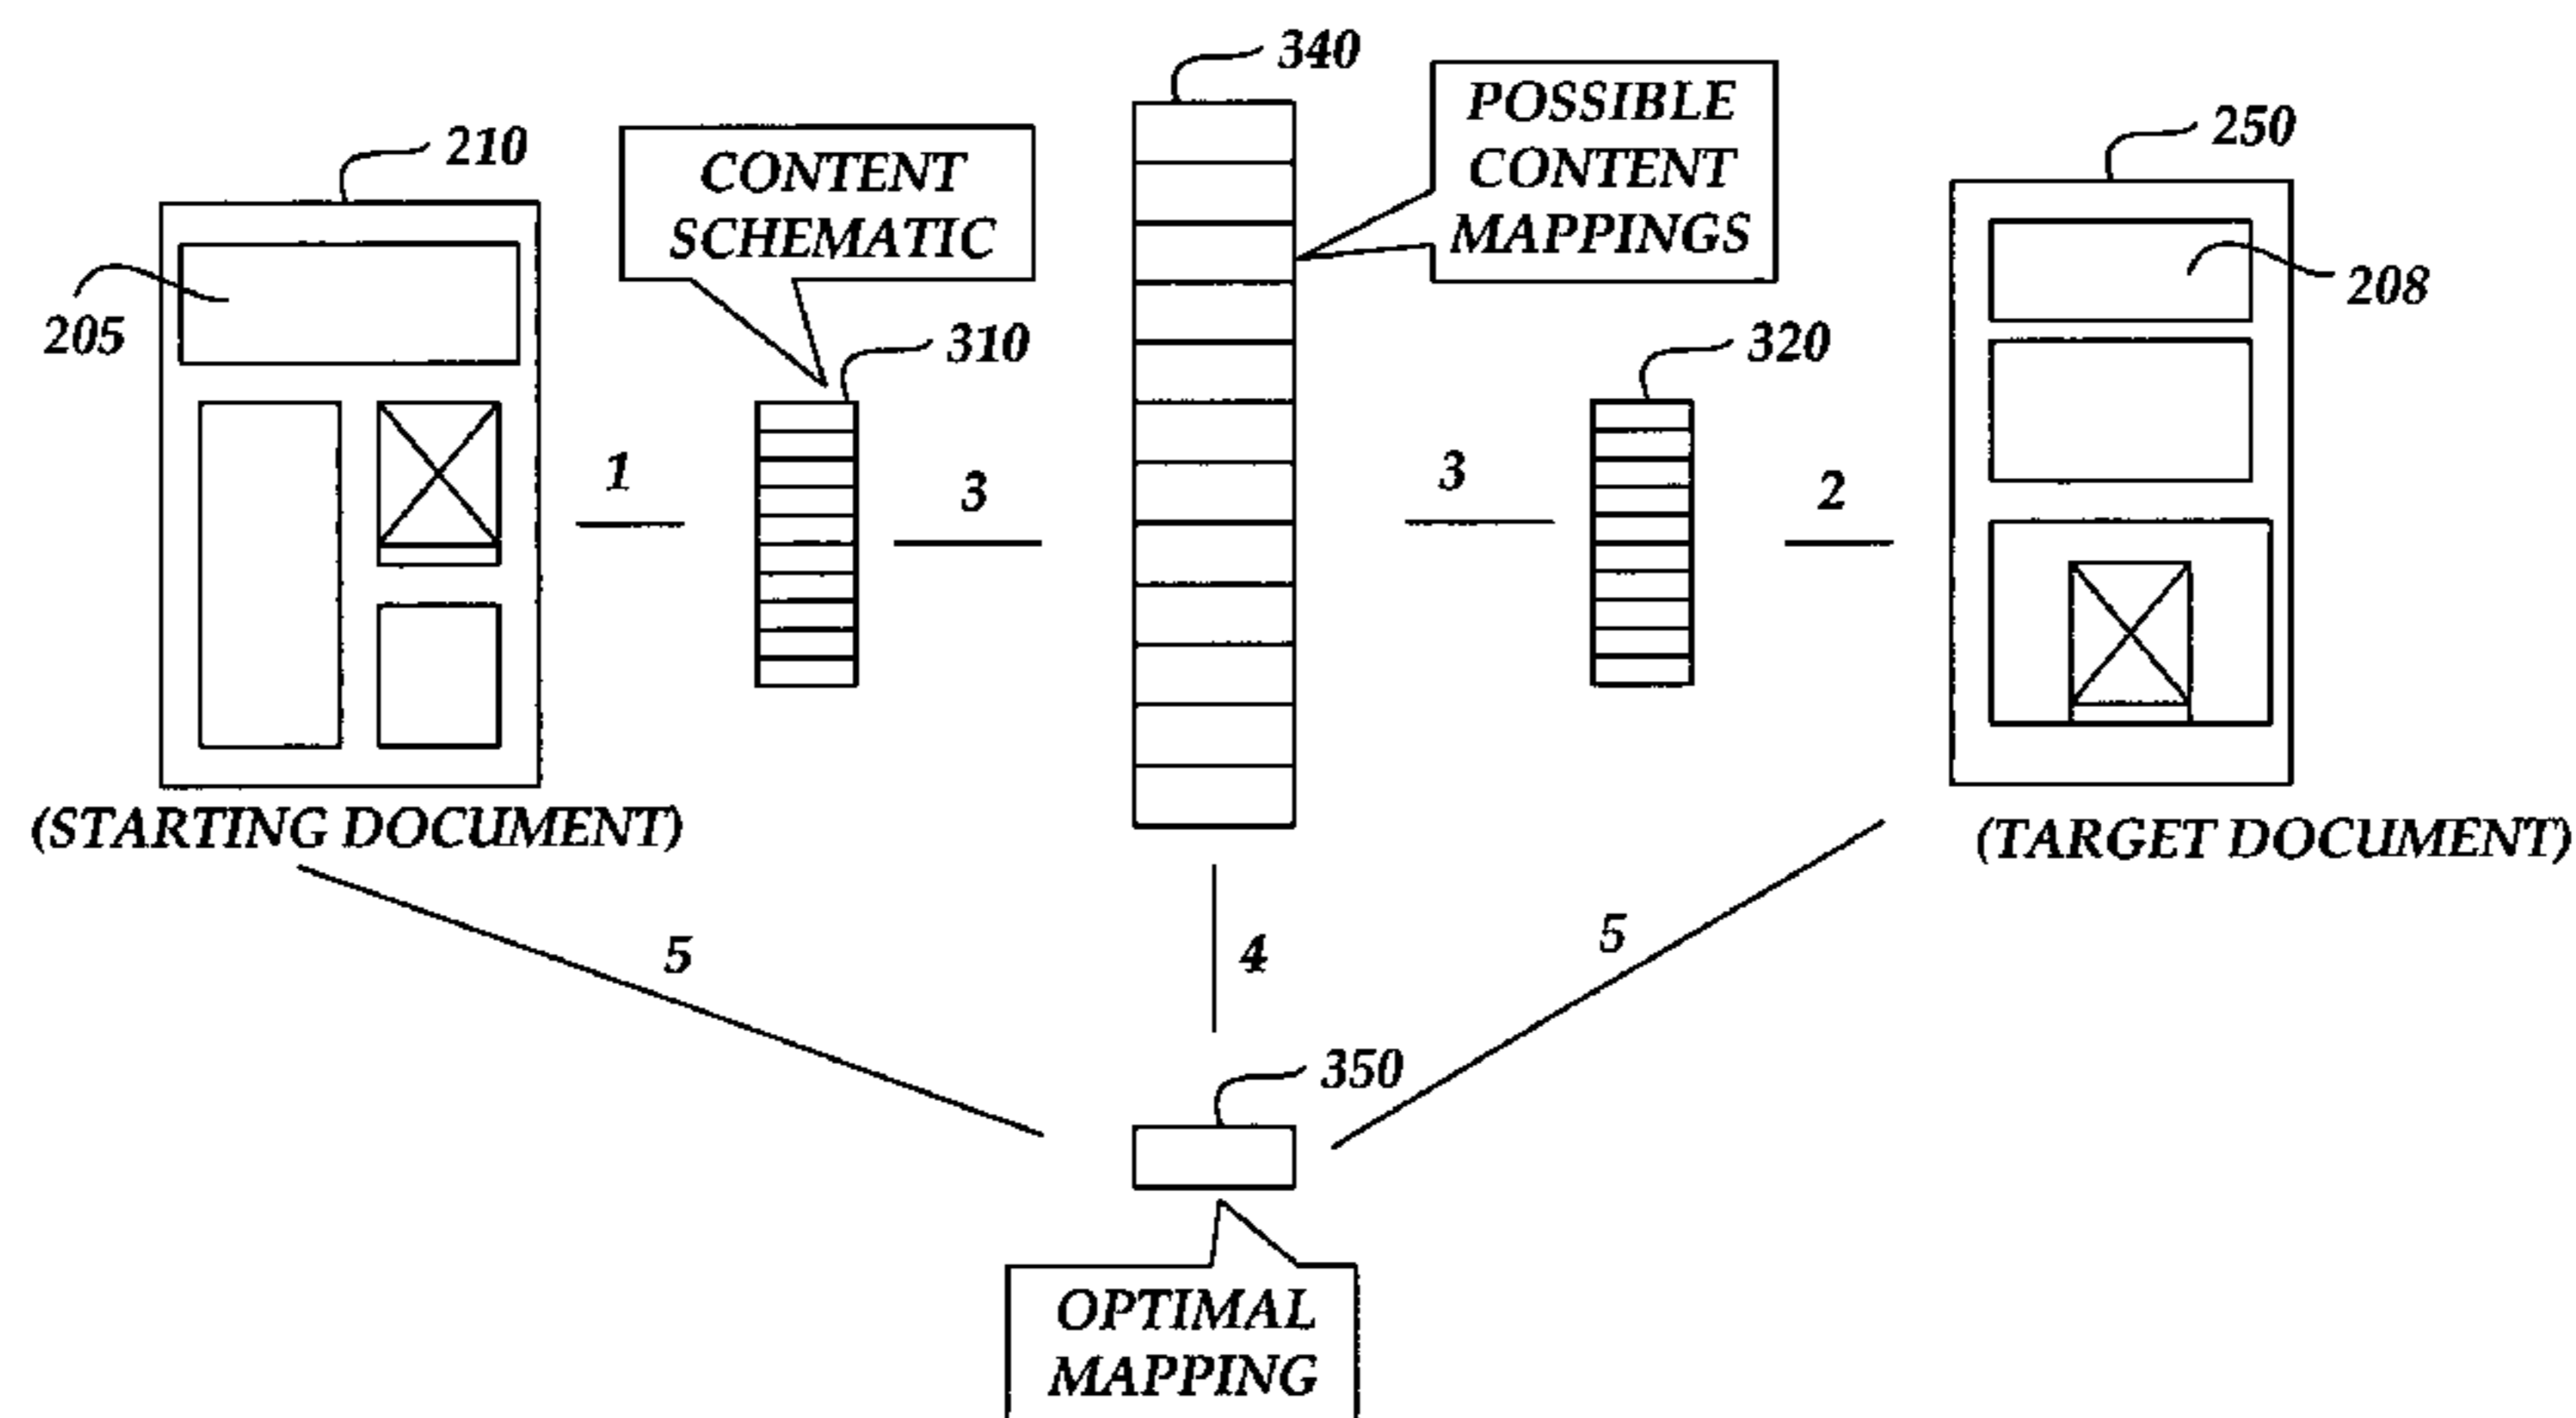 340
POSSIBLE
CONTENT
MAPPINGS
250
210
CONTENT
SCHEMATIC
205
208
310
320
1
3
3
2
(STARTING DOCUMENT)
(TARGET DOCUMENT)
5
4
5
350
OPTIMAL
MAPPING